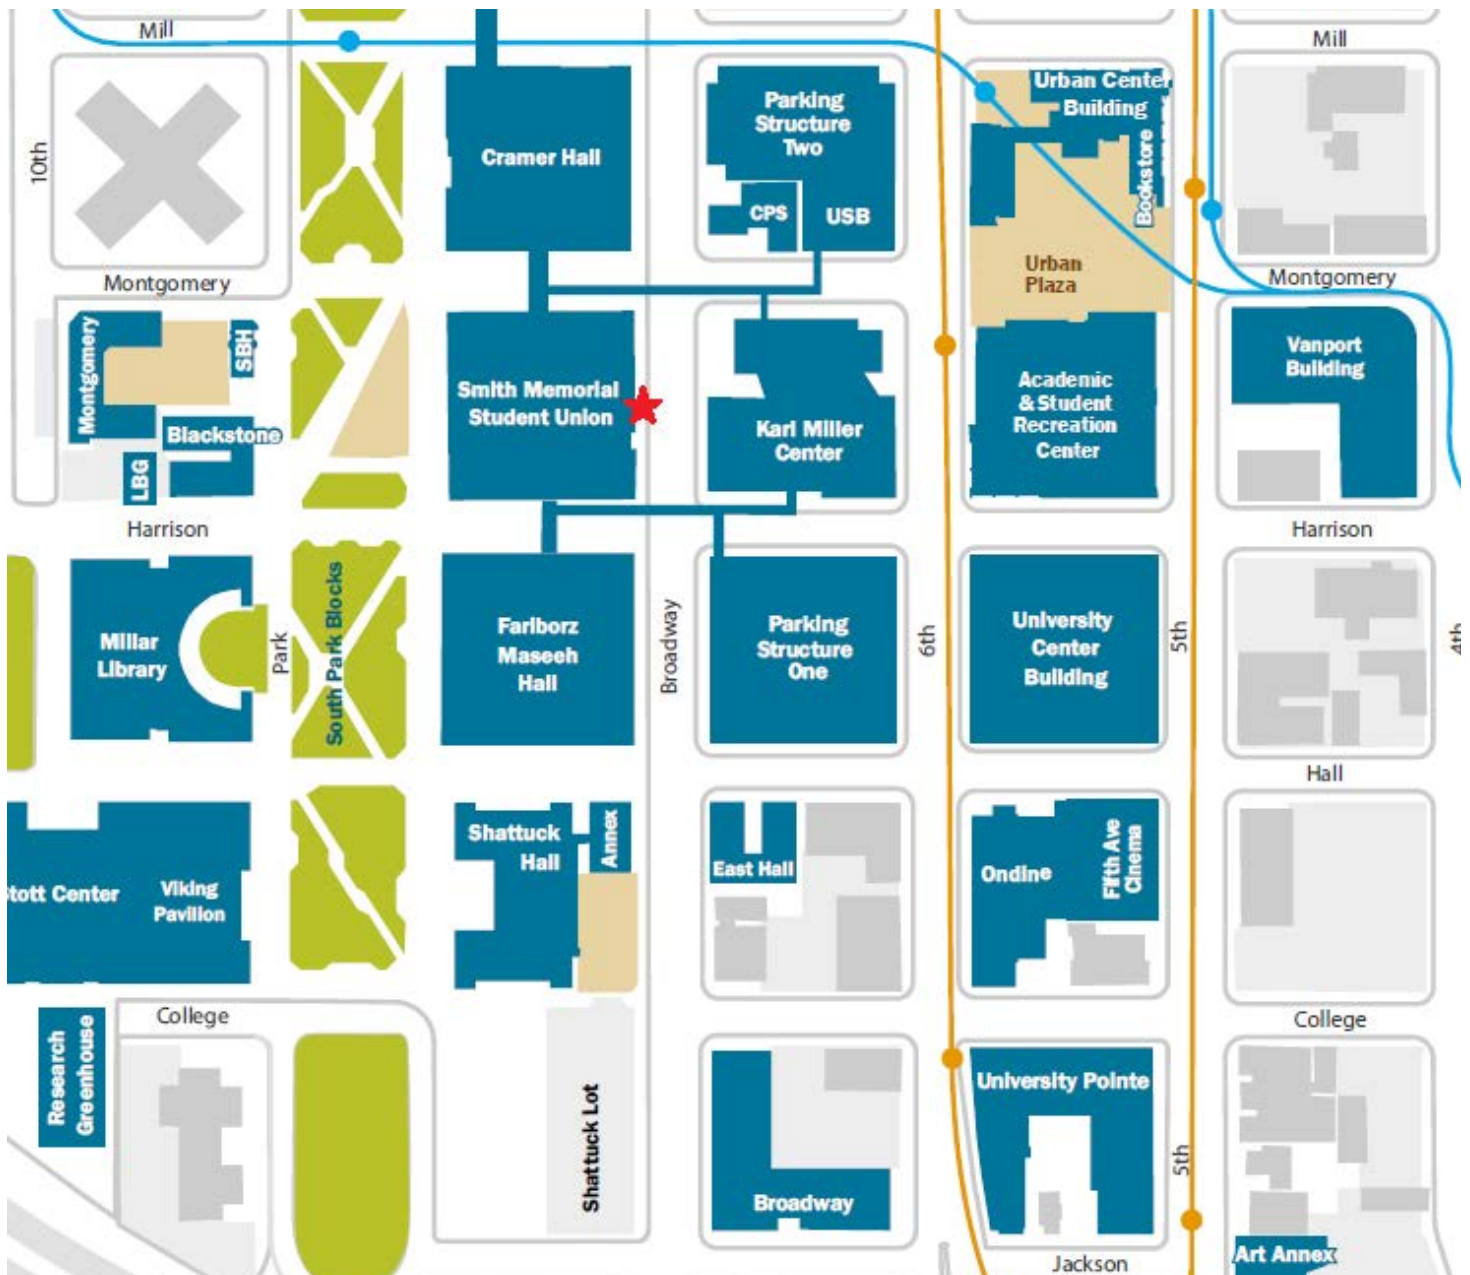 Mill
Mill
10th
Cramer Hall
Parking
Structure
Two
CPS
USB
Urban Center
Building
Bookstore
Urban
Plaza
Montgomery
Montgomery
Montgomery
SBH
Blackstone
LBG
Smith Memorial
Student Union
Karl Miller
Center
Academic
& Student
Recreation
Center
Vanport
Building
Harrison
Harrison
Millar
Library
Park
South Park Blocks
Fariborz
Maseeh
Hall
Broadway
Parking
Structure
One
6th
University
Center
Building
5th
4th
Hall
tott Center
Viking
Pavilion
Shattuck
Hall
Annex
East Hall
Ondine
Fifth Ave
Cinema
College
College
Research
Greenhouse
Shattuck Lot
Broadway
University Pointe
5th
Jackson
Art Annex